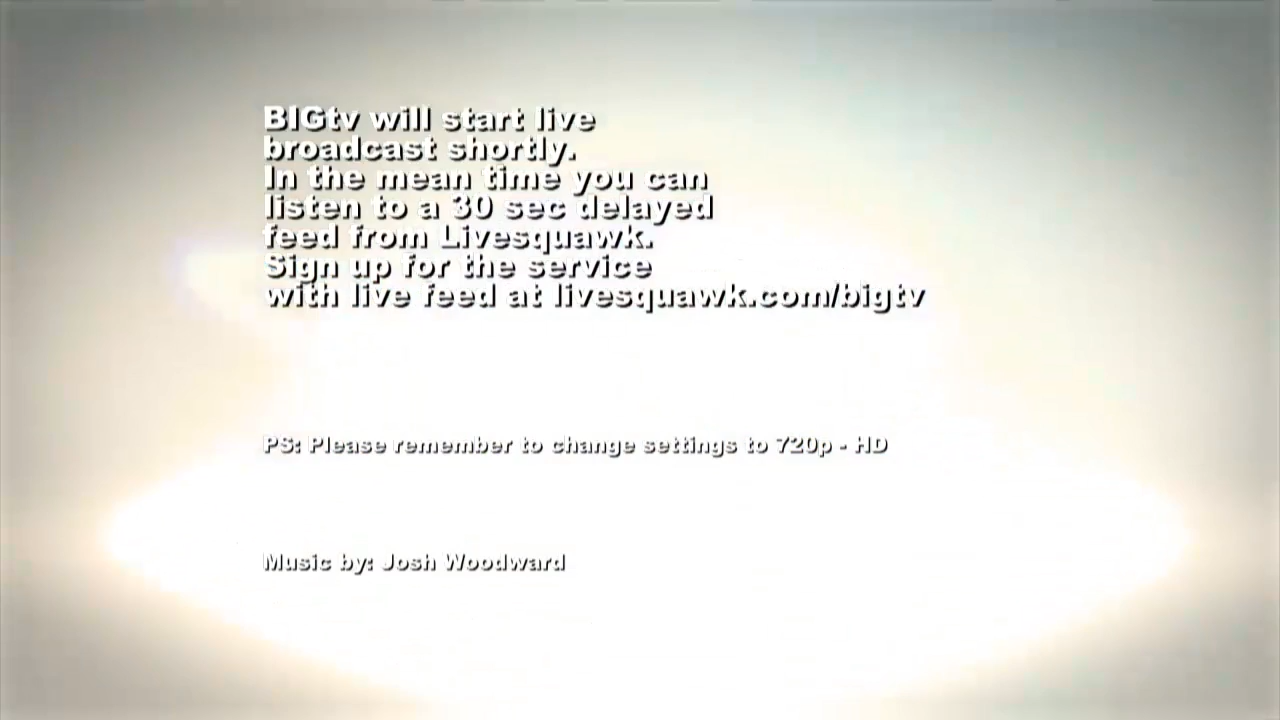 BIGtv will start live
broadcast shortly.
In the mean time you can
listen to a 30 sec delayed
feed from Livesquawk.
Sign up for the service
with live feed at livesquawk.com/bigtv
PS: Please remember to change settings to 720p - HD
Music by: Josh Woodward